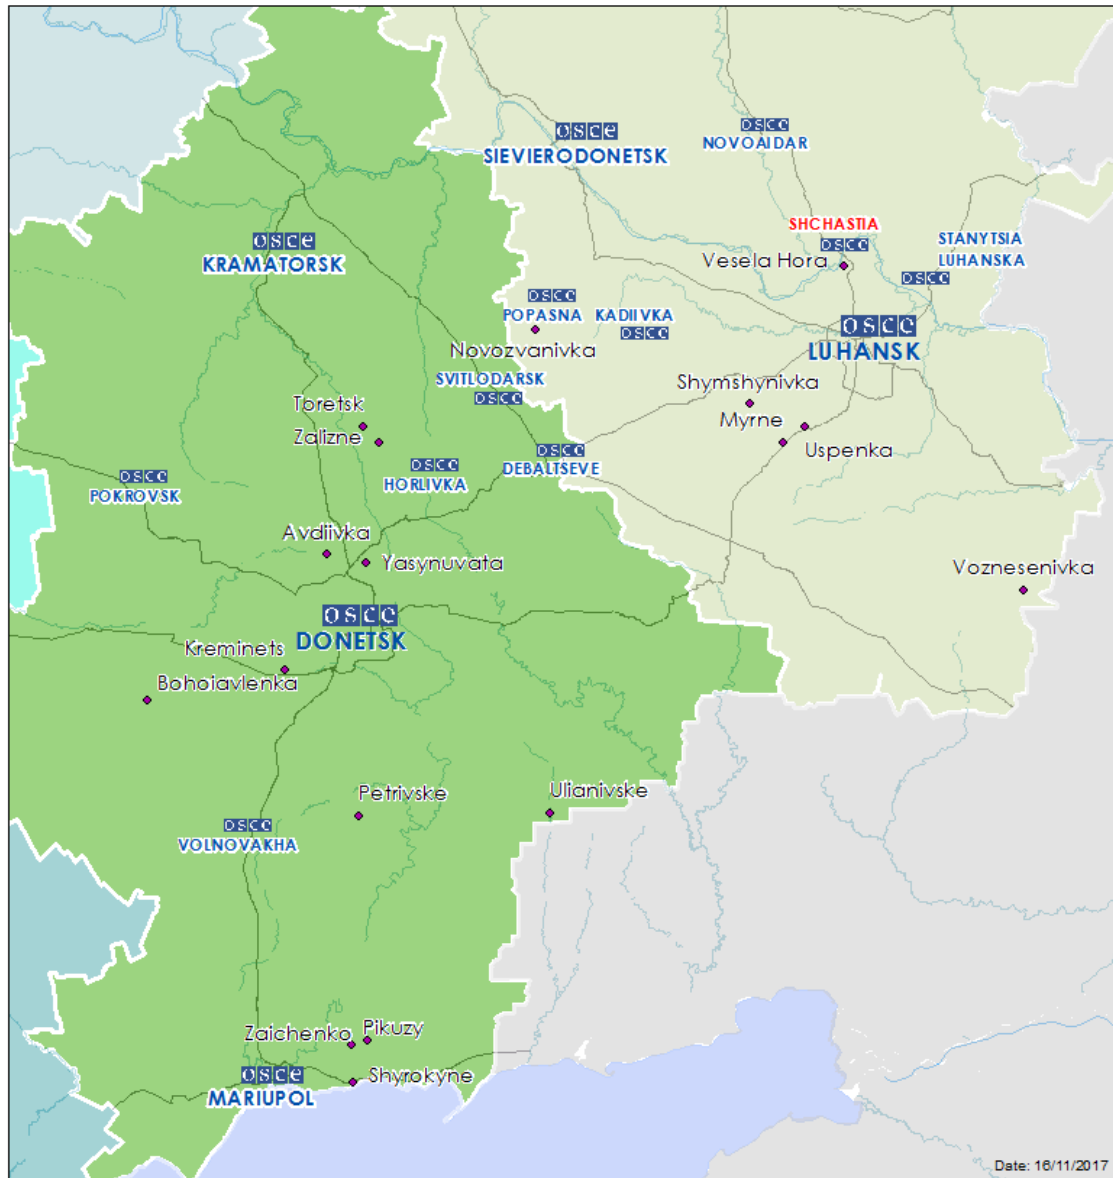 osce
SIEVIERODONETSK
osce
NOVOAIDAR
SHCHASTIA
osce
Vesela Hora
STANYTSIA
LUHANSKA
osce
osce
KRAMATORSK
osce
POPASNA
KADIIVKA
osce
Novozvanivka
osce
LUHANSK
SVITLODARSK
osce
Shymshynivka
Myrne
Uspenka
Toretsk
Zalizne
osce
HORLIVKA
osce
DEBALTSEVE
osce
POKROVSK
Avdiivka
Yasynuvata
Voznesenivka
osce
DONETSK
Kreminets
Bohoiavlenka
Petrivske
Ulianivske
osce
VOLNOVAKHA
Zaichenko
Pikuzy
Shyrokyne
osce
MARIUPOL
Date: 16/11/2017